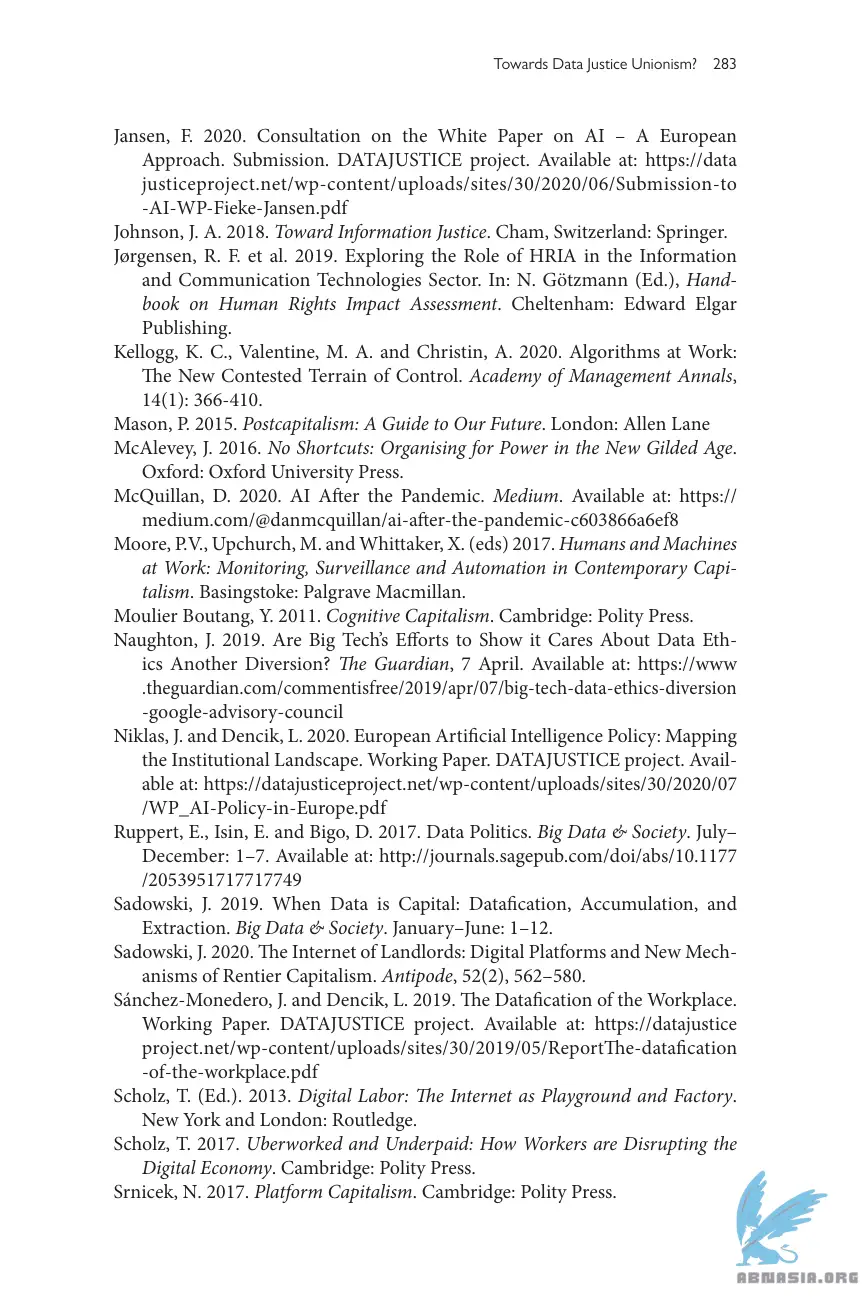 Towards Data Justice Unionism? 283
Jansen, F. 2020. Consultation on the White Paper on AI – A European
Approach. Submission. DATAJUSTICE project. Available at: https://data
justiceproject.net/wp-content/uploads/sites/30/2020/06/Submission-to
-AI-WP-Fieke-Jansen.pdf
Johnson, J. A. 2018. Toward Information Justice. Cham, Switzerland: Springer.
Jørgensen, R. F. et al. 2019. Exploring the Role of HRIA in the Information
and Communication Technologies Sector. In: N. Götzmann (Ed.), Hand-
book on Human Rights Impact Assessment. Cheltenham: Edward Elgar
Publishing.
Kellogg, K. C., Valentine, M. A. and Christin, A. 2020. Algorithms at Work:
The New Contested Terrain of Control. Academy of Management Annals,
14(1): 366-410.
Mason, P. 2015. Postcapitalism: A Guide to Our Future. London: Allen Lane
McAlevey, J. 2016. No Shortcuts: Organising for Power in the New Gilded Age.
Oxford: Oxford University Press.
McQuillan, D. 2020. AI After the Pandemic. Medium. Available at: https://
medium.com/@danmcquillan/ai-after-the-pandemic-c603866a6ef8
Moore, P.V., Upchurch, M. and Whittaker, X. (eds) 2017. Humans and Machines
at Work: Monitoring, Surveillance and Automation in Contemporary Capi-
talism. Basingstoke: Palgrave Macmillan.
Moulier Boutang, Y. 2011. Cognitive Capitalism. Cambridge: Polity Press.
Naughton, J. 2019. Are Big Tech’s Efforts to Show it Cares About Data Eth-
ics Another Diversion? The Guardian, 7 April. Available at: https://www
.theguardian.com/commentisfree/2019/apr/07/big-tech-data-ethics-diversion
-google-advisory-council
Niklas, J. and Dencik, L. 2020. European Artificial Intelligence Policy: Mapping
the Institutional Landscape. Working Paper. DATAJUSTICE project. Avail-
able at: https://datajusticeproject.net/wp-content/uploads/sites/30/2020/07
/WP_AI-Policy-in-Europe.pdf
Ruppert, E., Isin, E. and Bigo, D. 2017. Data Politics. Big Data & Society. July–
December: 1–7. Available at: http://journals.sagepub.com/doi/abs/10.1177
/2053951717717749
Sadowski, J. 2019. When Data is Capital: Datafication, Accumulation, and
Extraction. Big Data & Society. January–June: 1–12.
Sadowski, J. 2020. The Internet of Landlords: Digital Platforms and New Mech-
anisms of Rentier Capitalism. Antipode, 52(2), 562–580.
Sánchez-Monedero, J. and Dencik, L. 2019. The Datafication of the Workplace.
Working Paper. DATAJUSTICE project. Available at: https://datajustice
project.net/wp-content/uploads/sites/30/2019/05/ReportThe-datafication
-of-the-workplace.pdf
Scholz, T. (Ed.). 2013. Digital Labor: The Internet as Playground and Factory.
New York and London: Routledge.
Scholz, T. 2017. Uberworked and Underpaid: How Workers are Disrupting the
Digital Economy. Cambridge: Polity Press.
Srnicek, N. 2017. Platform Capitalism. Cambridge: Polity Press.
ABNASIA.ORG